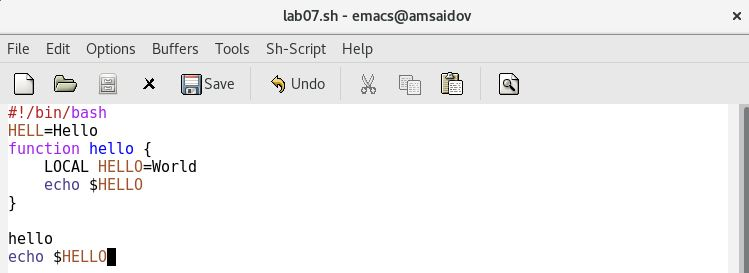 lab07.sh - emacs@amsaidov ×
File Edit Options Buffers Tools Sh-Script Help
Save Undo
#!/bin/bash
HELL=Hello
function hello {
    LOCAL HELLO=World
    echo $HELLO
}
hello
echo $HELLO